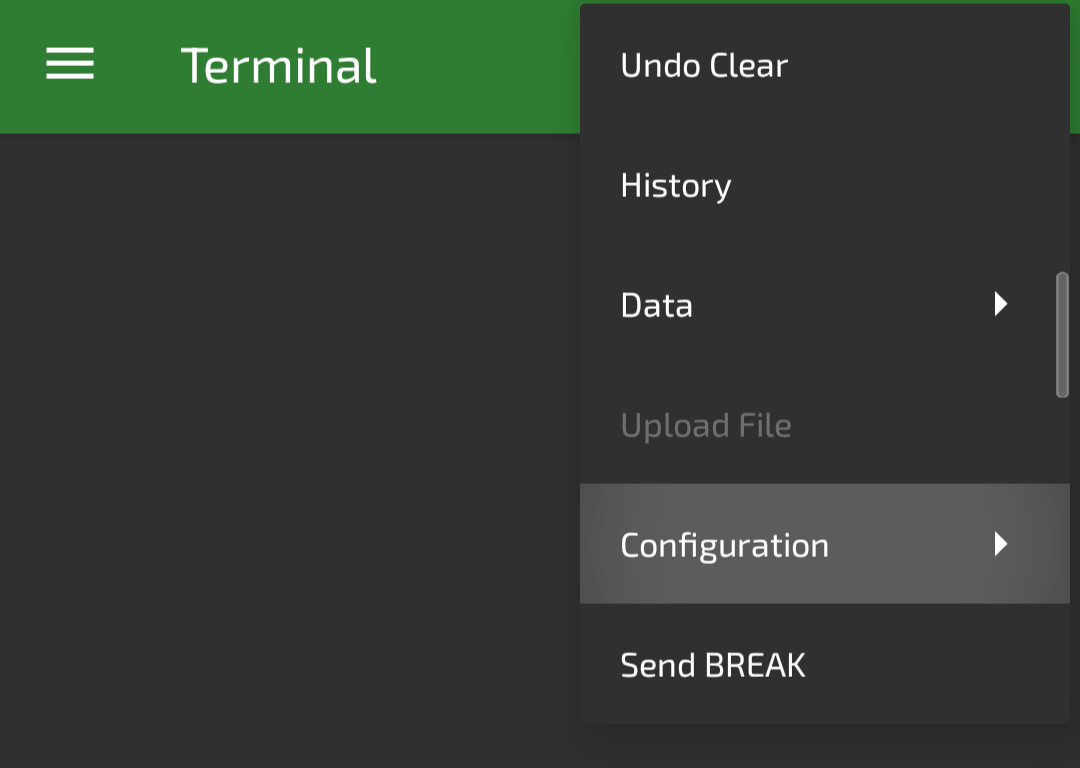 Terminal
Undo Clear
History
Data
Upload File
Configuration
Send BREAK